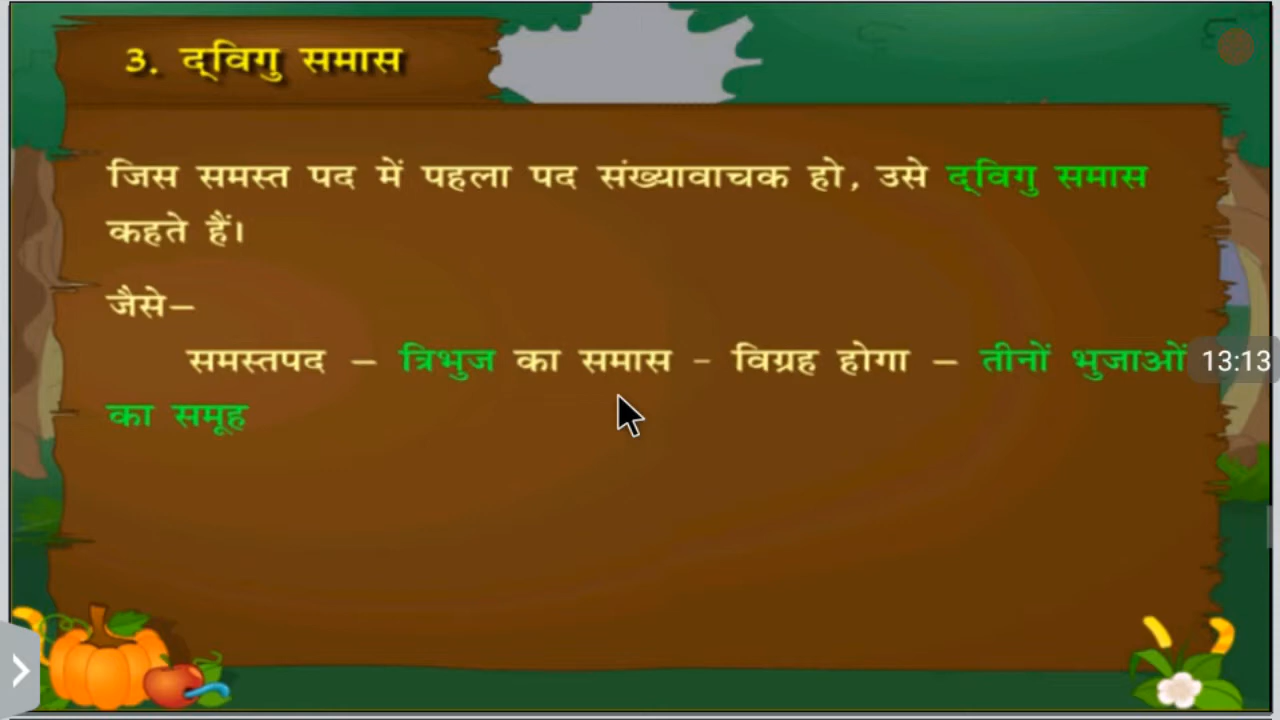 3. द्‌विगु समास
जिस समस्त पद में पहला पद संख्यावाचक हो, उसे द्‌विगु समास
कहते हैं।
जैसे–
समस्तपद – त्रिभुज का समास - विग्रह होगा – तीनों भुजाओं
13:13
का समूह